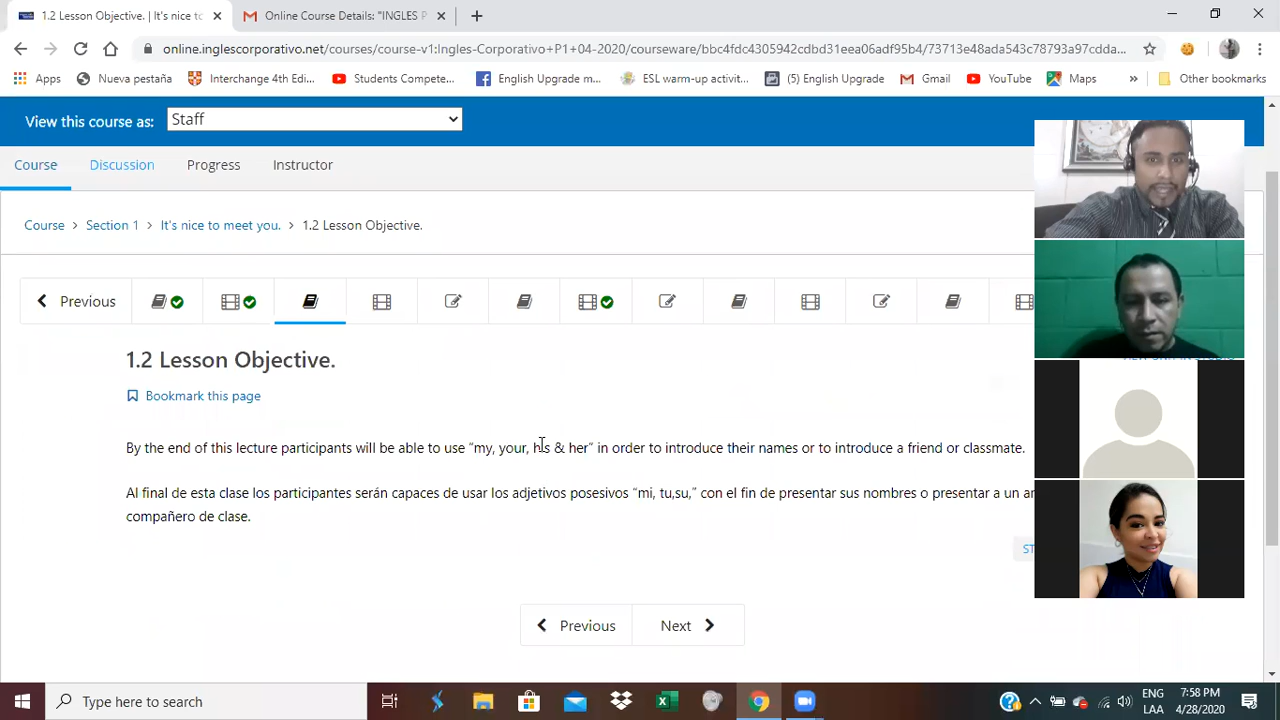 1.2 Lesson Objective. | It's nice to
Online Course Details: "INGLES P
online.inglescorporativo.net/courses/course-v1:Ingles-Corporativo+P1+04-2020/courseware/bbc4fdc4305942cdbd31eea06adf95b4/73713e48ada543c78793a97cdda...
Apps Nueva pestaña Interchange 4th Edi... Students Compete... English Upgrade m... ESL warm-up activit... (5) English Upgrade Gmail YouTube Maps » Other bookmarks
View this course as: Staff
Course Discussion Progress Instructor
Course > Section 1 > It's nice to meet you. > 1.2 Lesson Objective.
Previous
1.2 Lesson Objective.
Bookmark this page
By the end of this lecture participants will be able to use “my, your, his & her” in order to introduce their names or to introduce a friend or classmate.
Al final de esta clase los participantes serán capaces de usar los adjetivos posesivos “mi, tu,su,” con el fin de presentar sus nombres o presentar a un
compañero de clase.
Previous Next
Type here to search
ENG 7:58 PM
LAA 4/28/2020